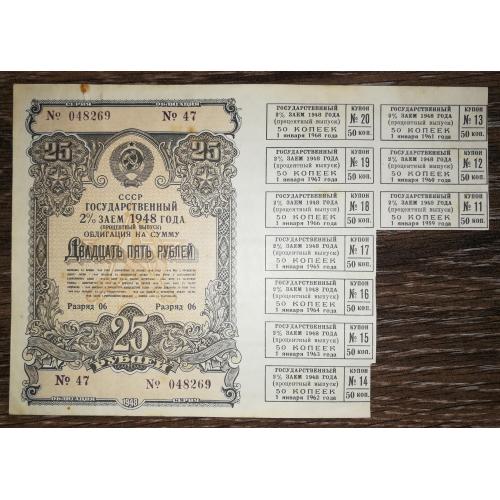 СЕРИЯ ОБЛИГАЦИЯ
№ 048269 № 47
25 25
СССР
ГОСУДАРСТВЕННЫЙ
2% ЗАЕМ 1948 ГОДА
(ПРОЦЕНТНЫЙ ВЫПУСК)
ОБЛИГАЦИЯ НА СУММУ
ДВАДЦАТЬ ПЯТЬ РУБЛЕЙ
Разряд 06 Разряд 06
25
РУБЛЕЙ
№ 47 № 048269
ОБЛИГАЦИЯ 1948 СЕРИЯ
ГОСУДАРСТВЕННЫЙ
2% ЗАЕМ 1948 ГОДА
(процентный выпуск)
50 КОПЕЕК
1 января 1968 года
КУПОН
№ 20
50 коп.
ГОСУДАРСТВЕННЫЙ
2% ЗАЕМ 1948 ГОДА
(процентный выпуск)
50 КОПЕЕК
1 января 1961 года
КУПОН
№ 13
50 коп.
ГОСУДАРСТВЕННЫЙ
2% ЗАЕМ 1948 ГОДА
(процентный выпуск)
50 КОПЕЕК
1 января 1967 года
КУПОН
№ 19
50 коп.
ГОСУДАРСТВЕННЫЙ
2% ЗАЕМ 1948 ГОДА
(процентный выпуск)
50 КОПЕЕК
1 января 1960 года
КУПОН
№ 12
50 коп.
ГОСУДАРСТВЕННЫЙ
2% ЗАЕМ 1948 ГОДА
(процентный выпуск)
50 КОПЕЕК
1 января 1966 года
КУПОН
№ 18
50 коп.
ГОСУДАРСТВЕННЫЙ
2% ЗАЕМ 1948 ГОДА
(процентный выпуск)
50 КОПЕЕК
1 января 1959 года
КУПОН
№ 11
50 коп.
ГОСУДАРСТВЕННЫЙ
2% ЗАЕМ 1948 ГОДА
(процентный выпуск)
50 КОПЕЕК
1 января 1965 года
КУПОН
№ 17
50 коп.
ГОСУДАРСТВЕННЫЙ
2% ЗАЕМ 1948 ГОДА
(процентный выпуск)
50 КОПЕЕК
1 января 1964 года
КУПОН
№ 16
50 коп.
ГОСУДАРСТВЕННЫЙ
2% ЗАЕМ 1948 ГОДА
(процентный выпуск)
50 КОПЕЕК
1 января 1963 года
КУПОН
№ 15
50 коп.
ГОСУДАРСТВЕННЫЙ
2% ЗАЕМ 1948 ГОДА
(процентный выпуск)
50 КОПЕЕК
1 января 1962 года
КУПОН
№ 14
50 коп.